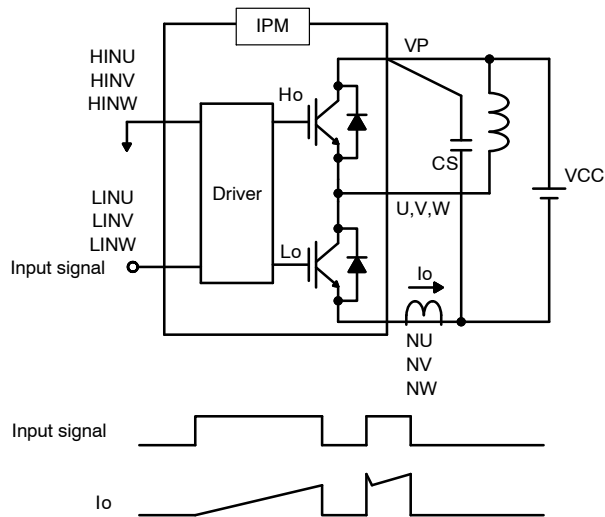 IPM
VP
HINU
HINV
HINW
Ho
Driver
CS
VCC
U,V,W
LINU
LINV
LINW
Lo
Input signal
Io
NU
NV
NW
Input signal
Io